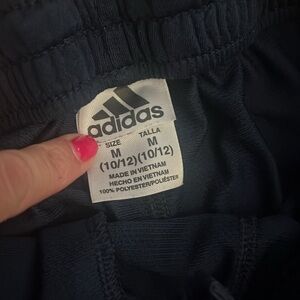 adidas
SIZE TALLA
M M
(10/12) (10/12)
MADE IN VIETNAM
HECHO EN VIETNAM
100% POLYESTER/POLIÉSTER